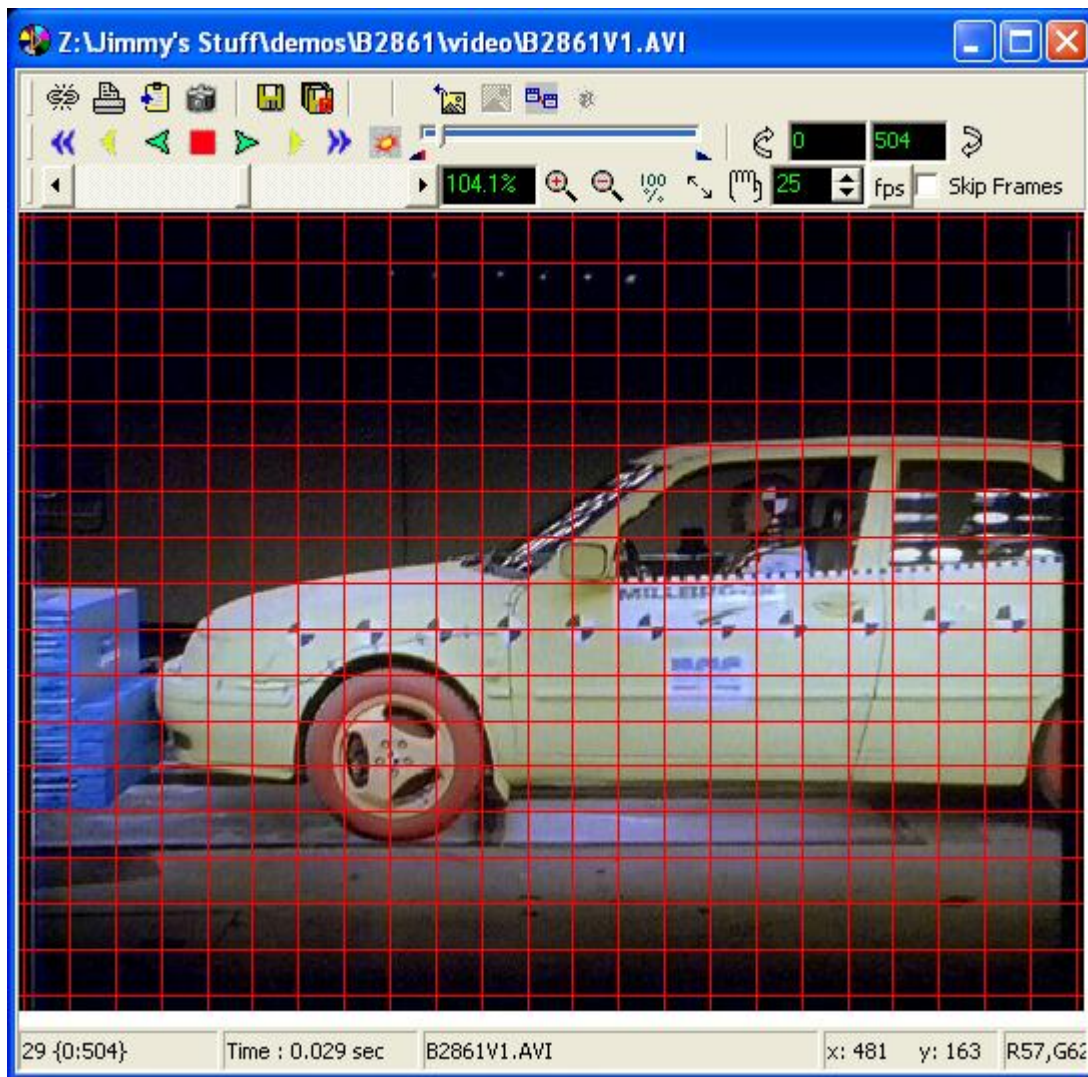 Z:\Jimmy's Stuff\demos\B2861\video\B2861V1.AVI
0 504
104.1% 100 % 25 fps Skip Frames
MILLBROOK
29 {0:504} Time : 0.029 sec B2861V1.AVI x: 481 y: 163 R57,G62